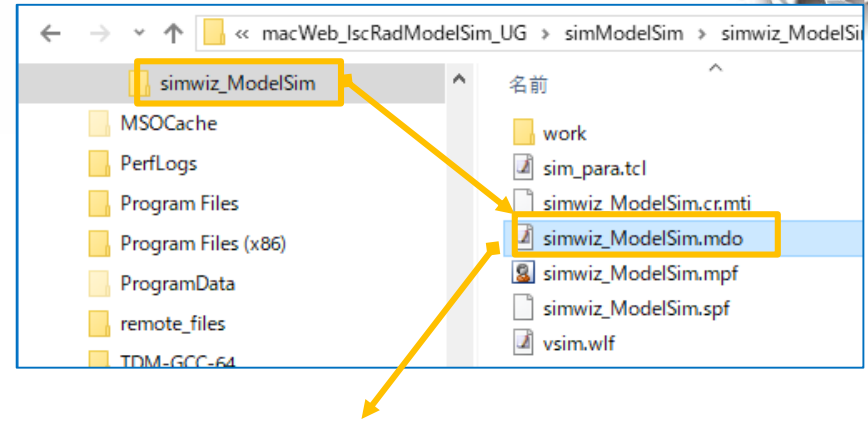 « macWeb_IscRadModelSim_UG > simModelSim > simwiz_ModelSi
simwiz_ModelSim
MSOCache
PerfLogs
Program Files
Program Files (x86)
ProgramData
remote_files
TDM-GCC-64
名前
work
sim_para.tcl
simwiz_ModelSim.cr.mti
simwiz_ModelSim.mdo
simwiz_ModelSim.mpf
simwiz_ModelSim.spf
vsim.wlf